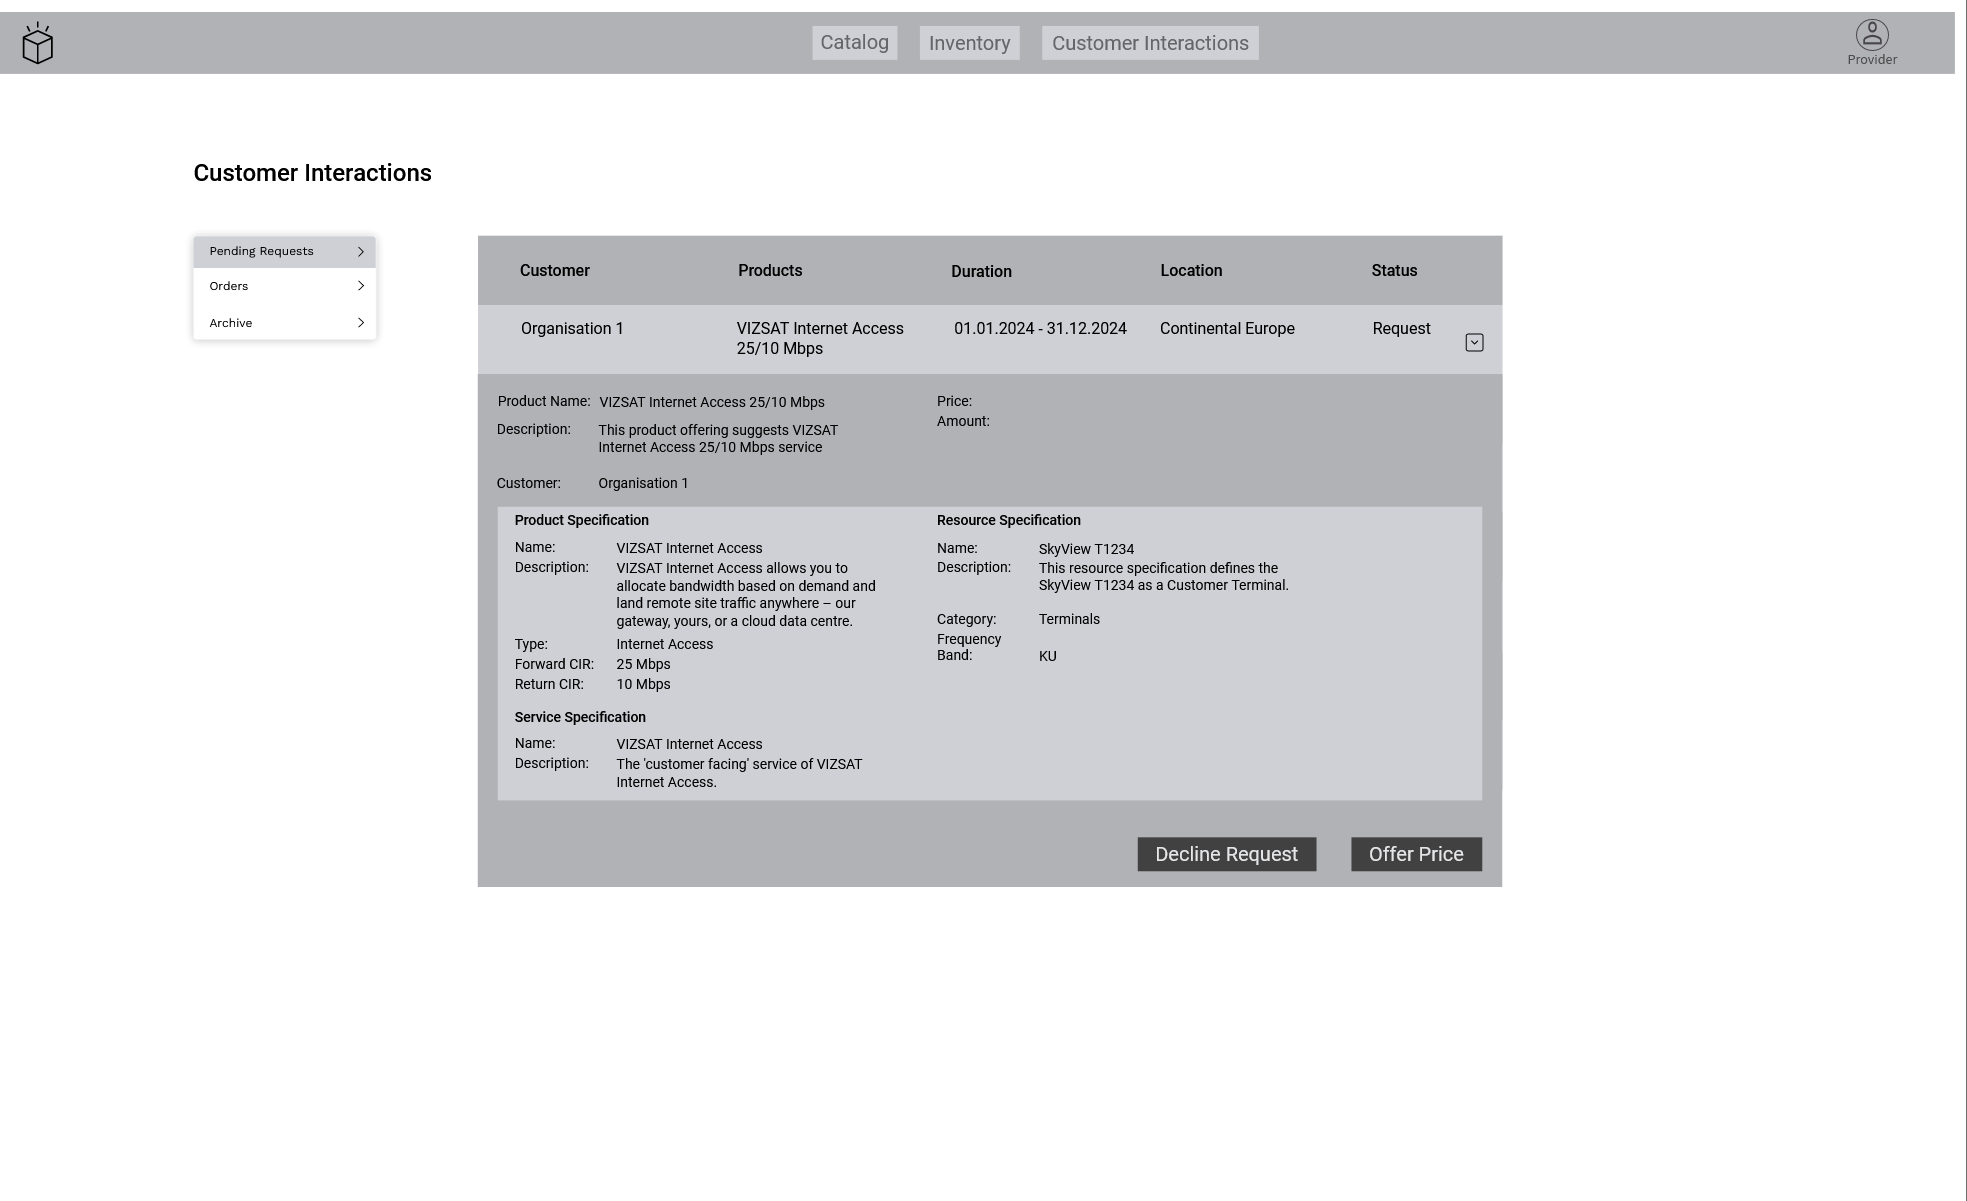 Catalog
Inventory
Customer Interactions
Provider
Customer Interactions
Pending Requests
Orders
Archive
Customer
Products
Duration
Location
Status
Organisation 1
VIZSAT Internet Access
25/10 Mbps
01.01.2024 - 31.12.2024
Continental Europe
Request
Product Name: VIZSAT Internet Access 25/10 Mbps
Description: This product offering suggests VIZSAT
Internet Access 25/10 Mbps service
Customer: Organisation 1
Price:
Amount:
Product Specification
Name: VIZSAT Internet Access
Description: VIZSAT Internet Access allows you to
allocate bandwidth based on demand and
land remote site traffic anywhere – our
gateway, yours, or a cloud data centre.
Type: Internet Access
Forward CIR: 25 Mbps
Return CIR: 10 Mbps
Service Specification
Name: VIZSAT Internet Access
Description: The 'customer facing' service of VIZSAT
Internet Access.
Resource Specification
Name: SkyView T1234
Description: This resource specification defines the
SkyView T1234 as a Customer Terminal.
Category: Terminals
Frequency
Band: KU
Decline Request
Offer Price